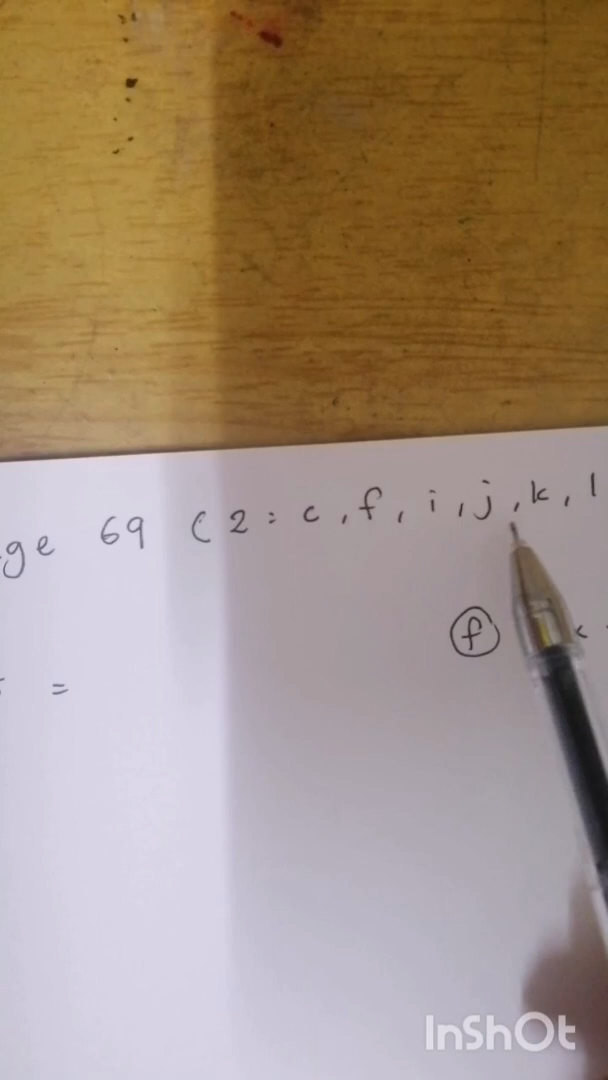 ge 69 (2: c, f, i, j, k, l
f
=
InShOt